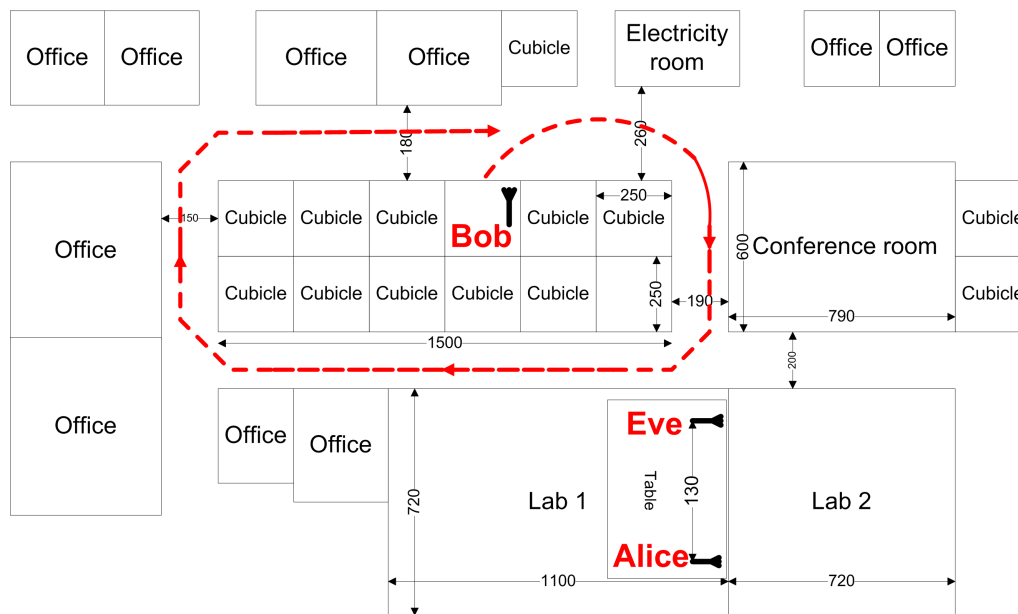 Office
Office
Office
Office
Cubicle
Electricity
room
Office
Office
180
260
150
Cubicle
Cubicle
Cubicle
Bob
Cubicle
250
Cubicle
Office
600
Conference room
Cubicle
Cubicle
Cubicle
Cubicle
Cubicle
Cubicle
Cubicle
250
190
790
Cubicle
1500
200
Office
Office
Office
720
Lab 1
Eve
Table
130
Alice
Lab 2
1100
720